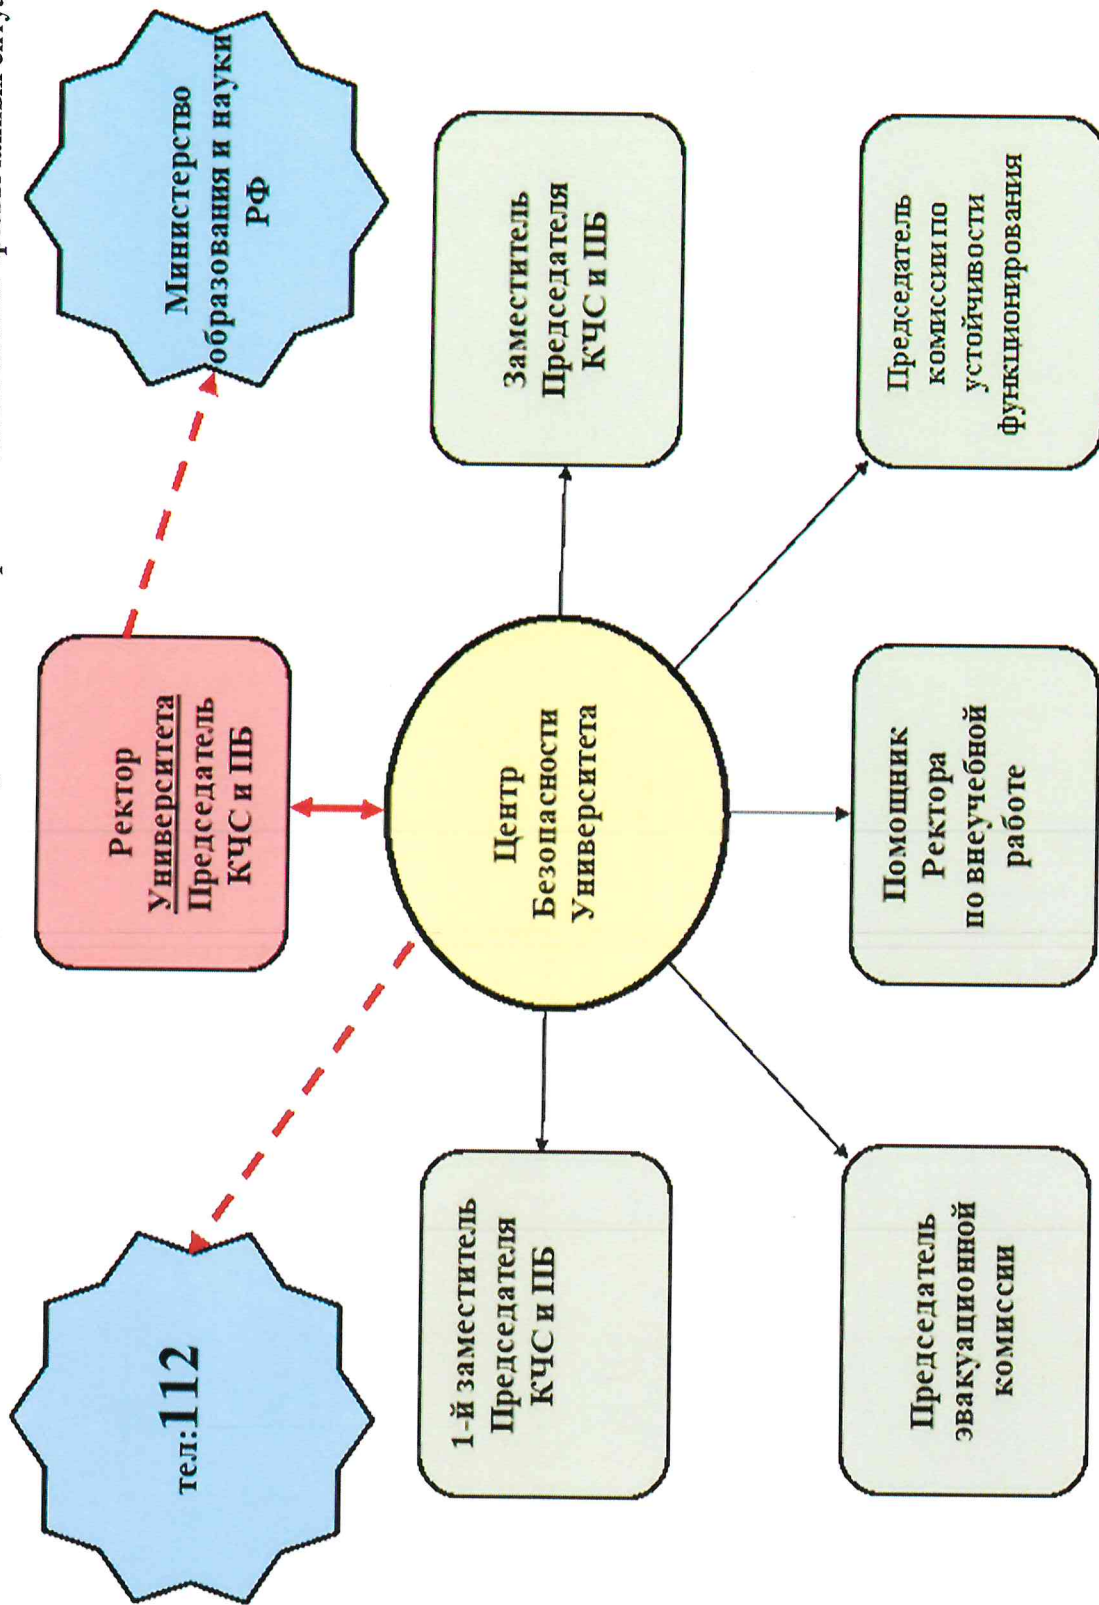 тел:112
Ректор
Университета
Председатель
КЧС и ПБ
Министерство
образования и науки
РФ
1-й заместитель
Председателя
КЧС и ПБ
Центр
Безопасности
Университета
Заместитель
Председателя
КЧС и ПБ
Председатель
эвакуационной
комиссии
Помощник
Ректора
по внеучебной
работе
Председатель
комиссии по
устойчивости
функционирования